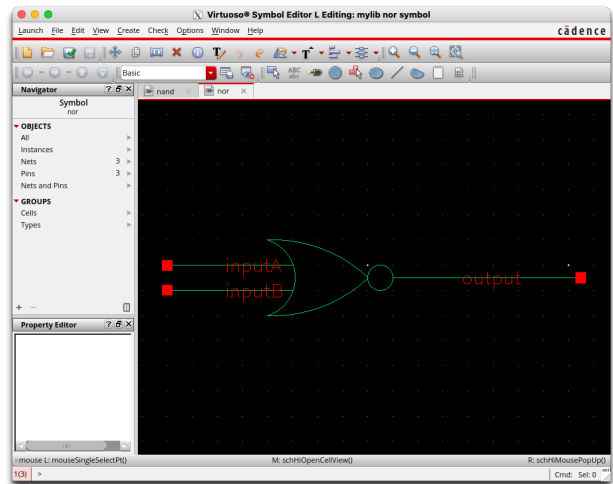 Virtuoso® Symbol Editor L Editing: mylib nor symbol
Launch File Edit View Create Check Options Window Help
cādence
Basic
Navigator ? X
nand × nor ×
Symbol
nor
OBJECTS
All
Instances
Nets 3
Pins 3
Nets and Pins
GROUPS
Cells
Types
inputA
inputB
output
Property Editor ? X
mouse L: mouseSingleSelectPt() M: schHiOpenCellView() R: schHiMousePopUp()
1(3) > Cmd: Sel: 0